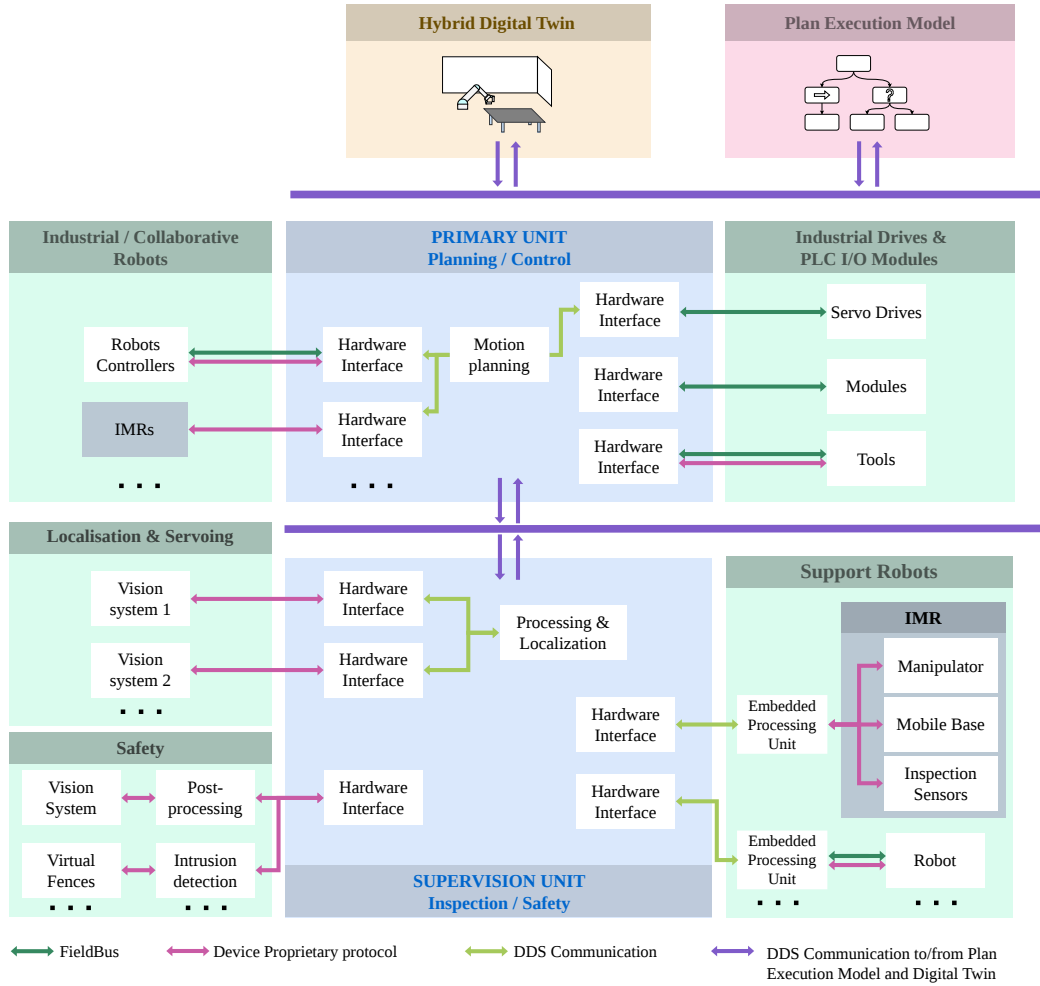 Hybrid Digital Twin
Plan Execution Model
?
Industrial / Collaborative
Robots
PRIMARY UNIT
Planning / Control
Industrial Drives &
PLC I/O Modules
Robots
Controllers
IMRs
. . .
Hardware
Interface
Motion
planning
Hardware
Interface
. . .
Hardware
Interface
Hardware
Interface
Hardware
Interface
Servo Drives
Modules
Tools
Localisation & Servoing
Vision
system 1
Vision
system 2
. . .
Hardware
Interface
Hardware
Interface
Processing &
Localization
Support Robots
IMR
Manipulator
Mobile Base
Inspection
Sensors
Embedded
Processing
Unit
Hardware
Interface
Hardware
Interface
Safety
Vision
System
Post-
processing
Hardware
Interface
Virtual
Fences
Intrusion
detection
. . .
. . .
SUPERVISION UNIT
Inspection / Safety
Embedded
Processing
Unit
Robot
. . .
. . .
FieldBus
Device Proprietary protocol
DDS Communication
DDS Communication to/from Plan
Execution Model and Digital Twin